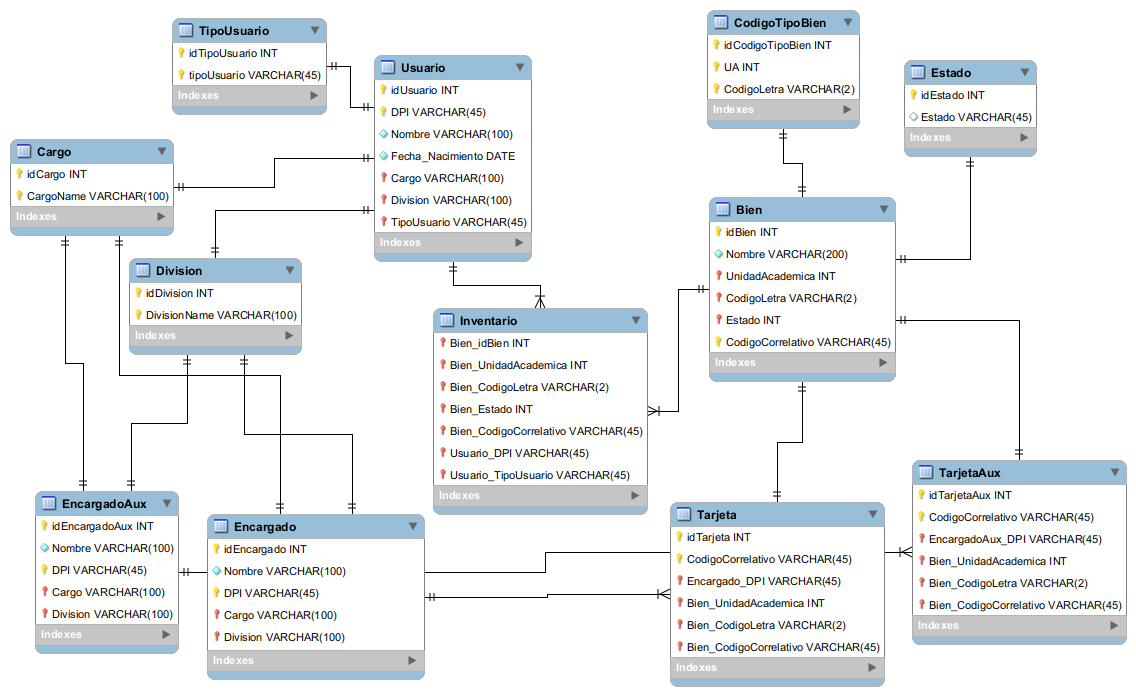 TipoUsuario
idTipoUsuario INT
tipoUsuario VARCHAR(45)
Indexes
Usuario
idUsuario INT
DPI VARCHAR(45)
Nombre VARCHAR(100)
Fecha_Nacimiento DATE
Cargo VARCHAR(100)
Division VARCHAR(100)
TipoUsuario VARCHAR(45)
Indexes
CodigoTipoBien
idCodigoTipoBien INT
UA INT
CodigoLetra VARCHAR(2)
Indexes
Estado
idEstado INT
Estado VARCHAR(45)
Indexes
Cargo
idCargo INT
CargoName VARCHAR(100)
Indexes
Division
idDivision INT
DivisionName VARCHAR(100)
Indexes
Bien
idBien INT
Nombre VARCHAR(200)
UnidadAcademica INT
CodigoLetra VARCHAR(2)
Estado INT
CodigoCorrelativo VARCHAR(45)
Indexes
Inventario
Bien_idBien INT
Bien_UnidadAcademica INT
Bien_CodigoLetra VARCHAR(2)
Bien_Estado INT
Bien_CodigoCorrelativo VARCHAR(45)
Usuario_DPI VARCHAR(45)
Usuario_TipoUsuario VARCHAR(45)
Indexes
EncargadoAux
idEncargadoAux INT
Nombre VARCHAR(100)
DPI VARCHAR(45)
Cargo VARCHAR(100)
Division VARCHAR(100)
Indexes
Encargado
idEncargado INT
Nombre VARCHAR(100)
DPI VARCHAR(45)
Cargo VARCHAR(100)
Division VARCHAR(100)
Indexes
Tarjeta
idTarjeta INT
CodigoCorrelativo VARCHAR(45)
Encargado_DPI VARCHAR(45)
Bien_UnidadAcademica INT
Bien_CodigoLetra VARCHAR(2)
Bien_CodigoCorrelativo VARCHAR(45)
Indexes
TarjetaAux
idTarjetaAux INT
CodigoCorrelativo VARCHAR(45)
EncargadoAux_DPI VARCHAR(45)
Bien_UnidadAcademica INT
Bien_CodigoLetra VARCHAR(2)
Bien_CodigoCorrelativo VARCHAR(45)
Indexes